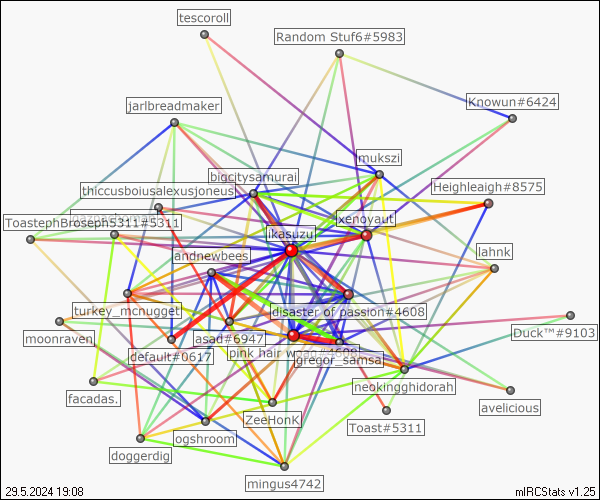 tescoroll
Random Stuf6#5983
jarlbreadmaker
Knowun#6424
mukszi
bigcitysamurai
thiccusboiusalexusjoneus
Heighleaigh#8575
xenoyaut
ToastephBroseph5311#5311
ikasuzu
andnewbees
lahnk
turkey_mcnugget
disaster of passion#4608
moonraven
asad#6947
Duck™#9103
default#0617
pink hair
gregor_samsa
neokingghidorah
facadas.
avelicious
ZeeHonK
Toast#5311
ogshroom
doggerdig
mingus4742
29.5.2024 19:08
mIRCStats v1.25